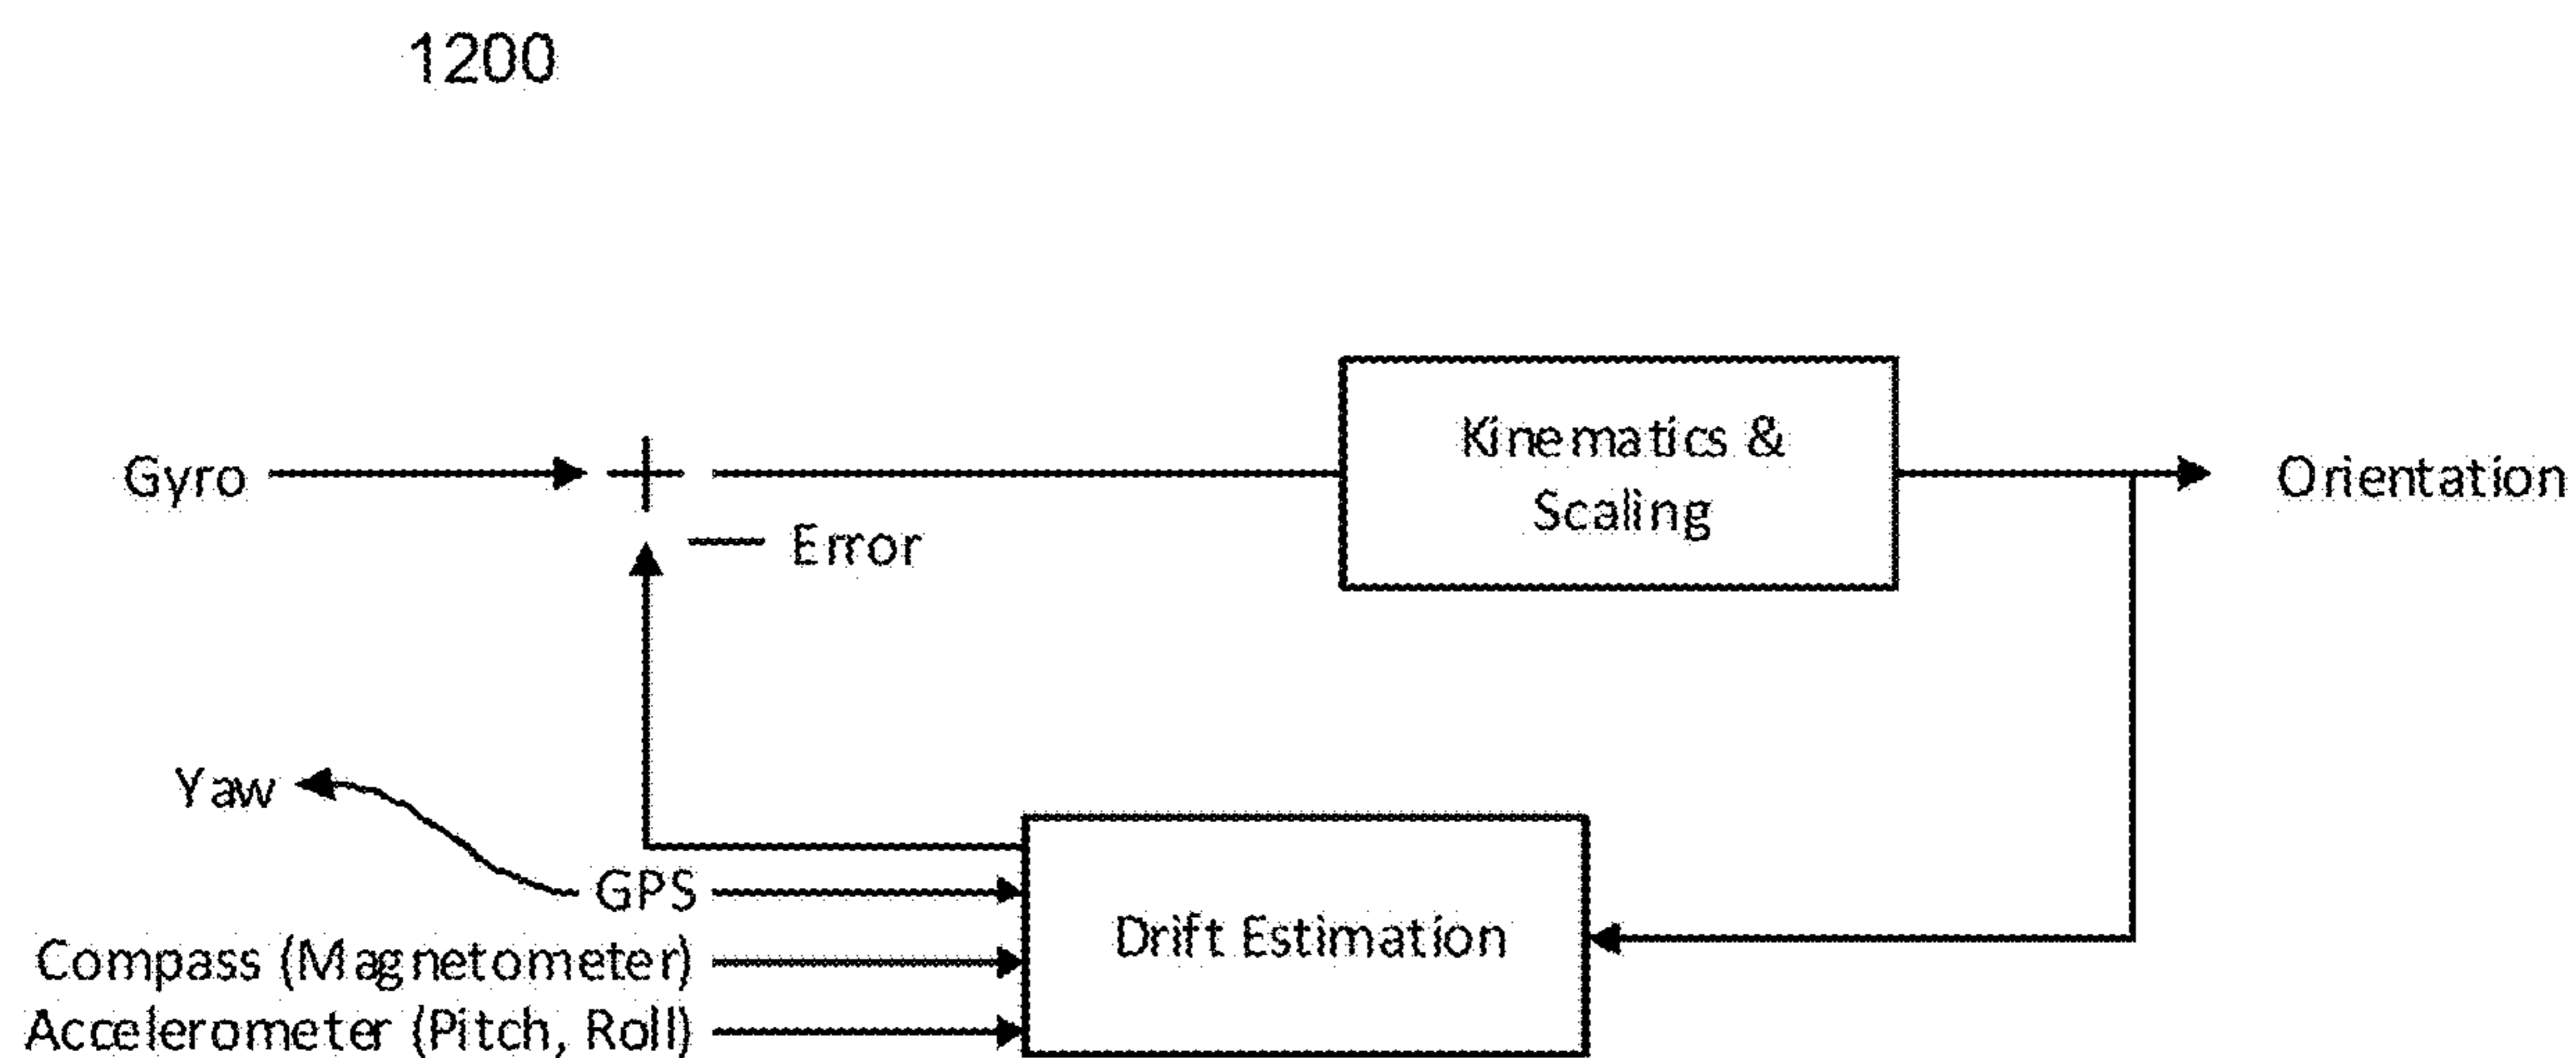 1200
Gyro
Kinematics &
Scaling
Orientation
— Error
Yaw
GPS
Compass (Magnetometer)
Accelerometer (Pitch, Roll)
Drift Estimation